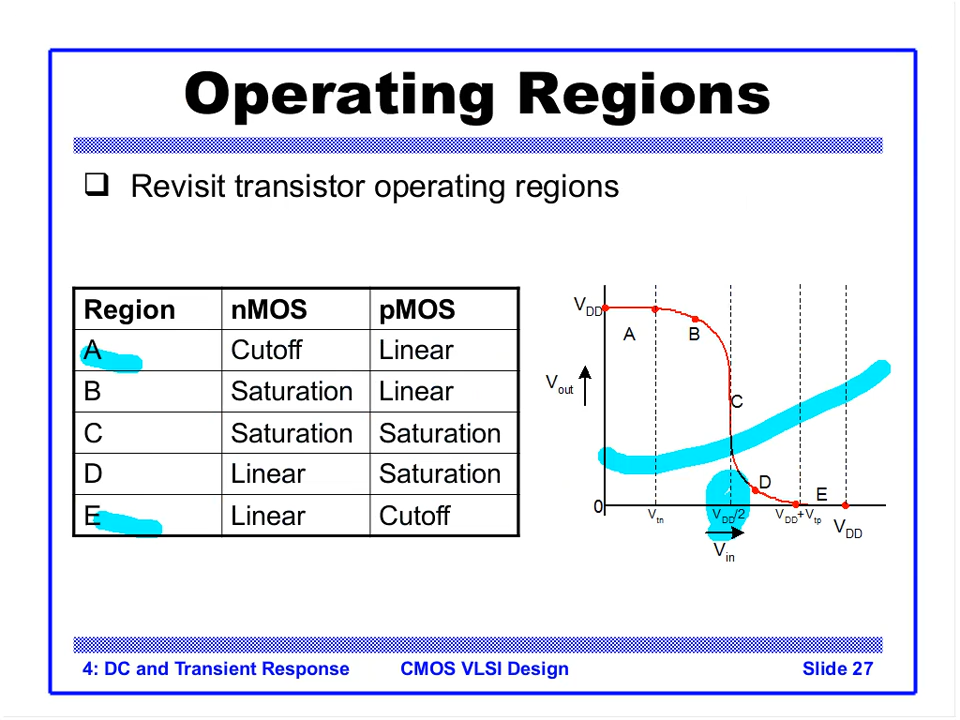 Operating Regions
❑ Revisit transistor operating regions
Region nMOS pMOS
A Cutoff Linear
B Saturation Linear
C Saturation Saturation
D Linear Saturation
E Linear Cutoff
VDD
A
B
Vout
C
D
E
0
Vtn
VDD/2
VDD+Vtp
VDD
Vin
4: DC and Transient Response CMOS VLSI Design Slide 27